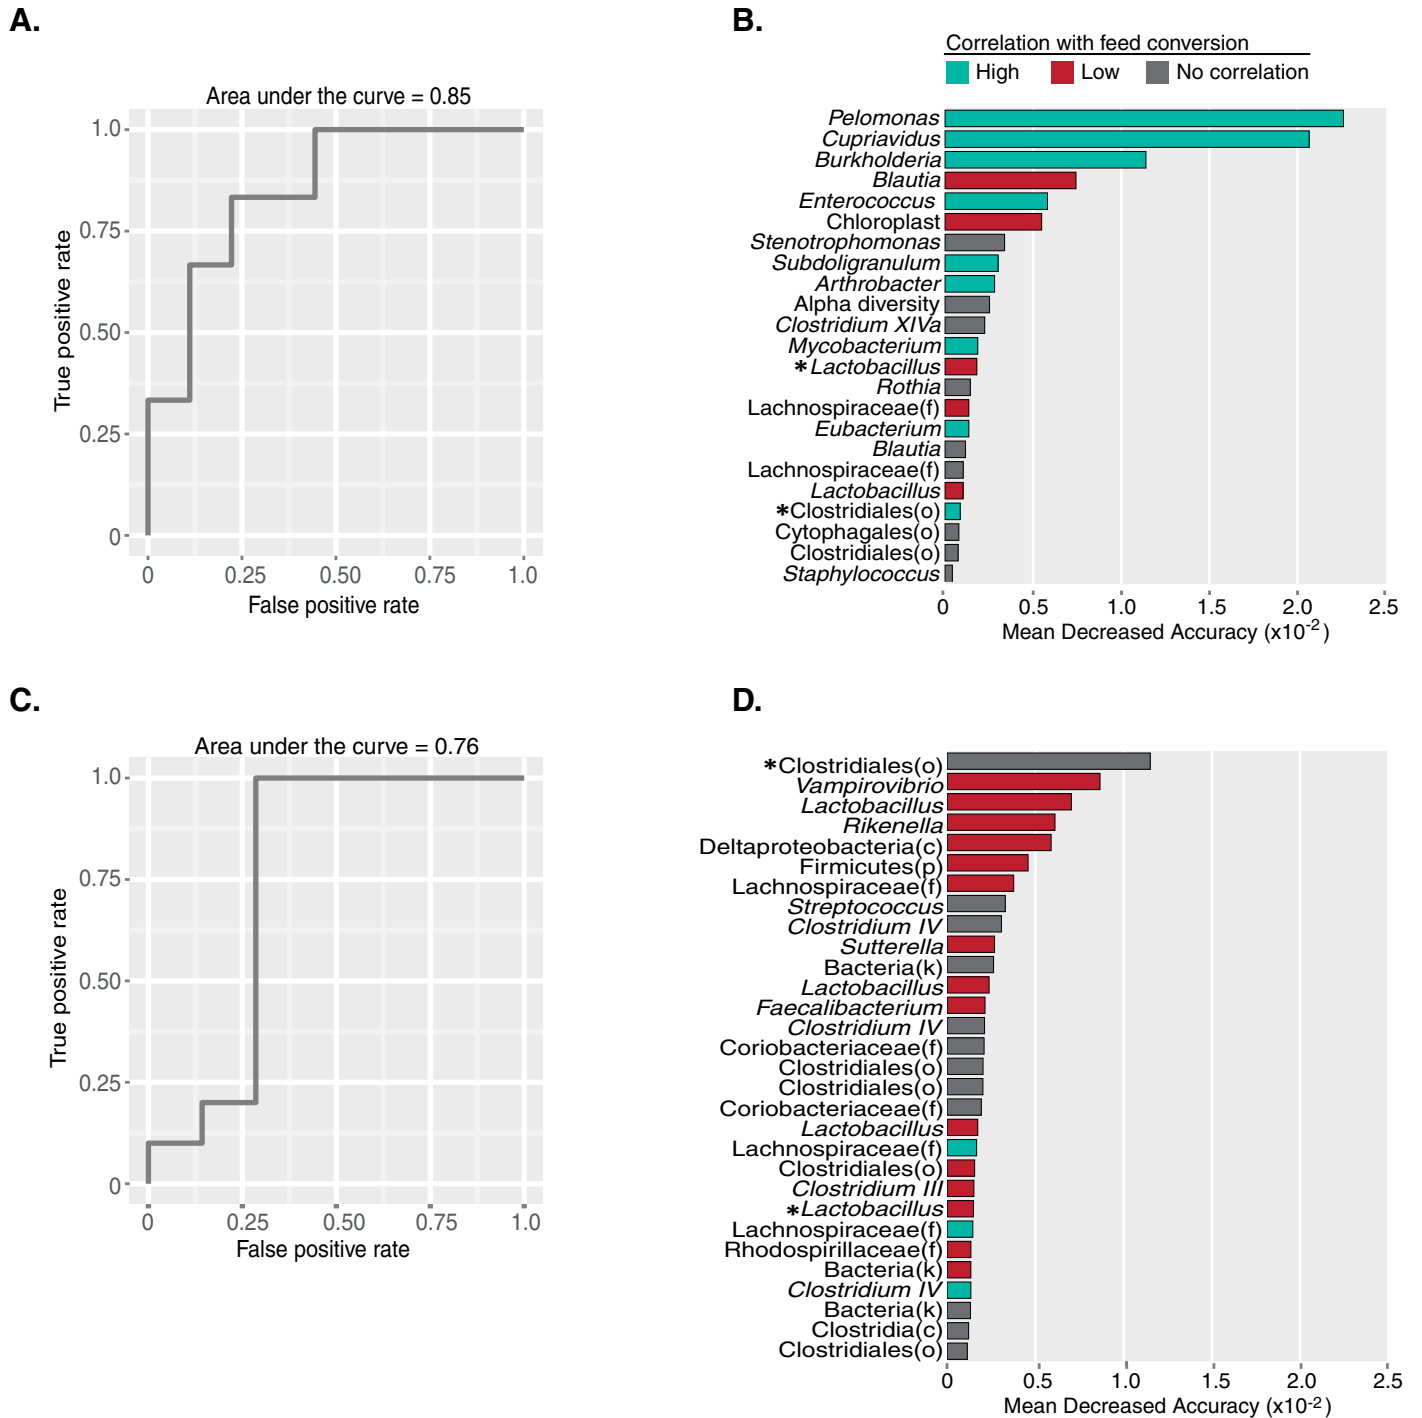 A.
Area under the curve = 0.85
1.0
0.75
0.50
0.25
0
True positive rate
0 0.25 0.50 0.75 1.0
False positive rate
B.
Correlation with feed conversion
High Low No correlation
Pelomonas
Cupriavidus
Burkholderia
Blautia
Enterococcus
Chloroplast
Stenotrophomonas
Subdoligranulum
Arthrobacter
Alpha diversity
Clostridium XIVa
Mycobacterium
*Lactobacillus
Rothia
Lachnospiraceae(f)
Eubacterium
Blautia
Lachnospiraceae(f)
Lactobacillus
*Clostridiales(o)
Cytophagales(o)
Clostridiales(o)
Staphylococcus
0 0.5 1.0 1.5 2.0 2.5
Mean Decreased Accuracy (x10-2)
C.
Area under the curve = 0.76
1.0
0.75
0.50
0.25
0
True positive rate
0 0.25 0.50 0.75 1.0
False positive rate
D.
*Clostridiales(o)
Vampirovibrio
Lactobacillus
Rikenella
Deltaproteobacteria(c)
Firmicutes(p)
Lachnospiraceae(f)
Streptococcus
Clostridium IV
Sutterella
Bacteria(k)
Lactobacillus
Faecalibacterium
Clostridium IV
Coriobacteriaceae(f)
Clostridiales(o)
Clostridiales(o)
Coriobacteriaceae(f)
Lactobacillus
Lachnospiraceae(f)
Clostridiales(o)
Clostridium III
*Lactobacillus
Lachnospiraceae(f)
Rhodospirillaceae(f)
Bacteria(k)
Clostridium IV
Bacteria(k)
Clostridia(c)
Clostridiales(o)
0 0.5 1.0 1.5 2.0 2.5
Mean Decreased Accuracy (x10-2)